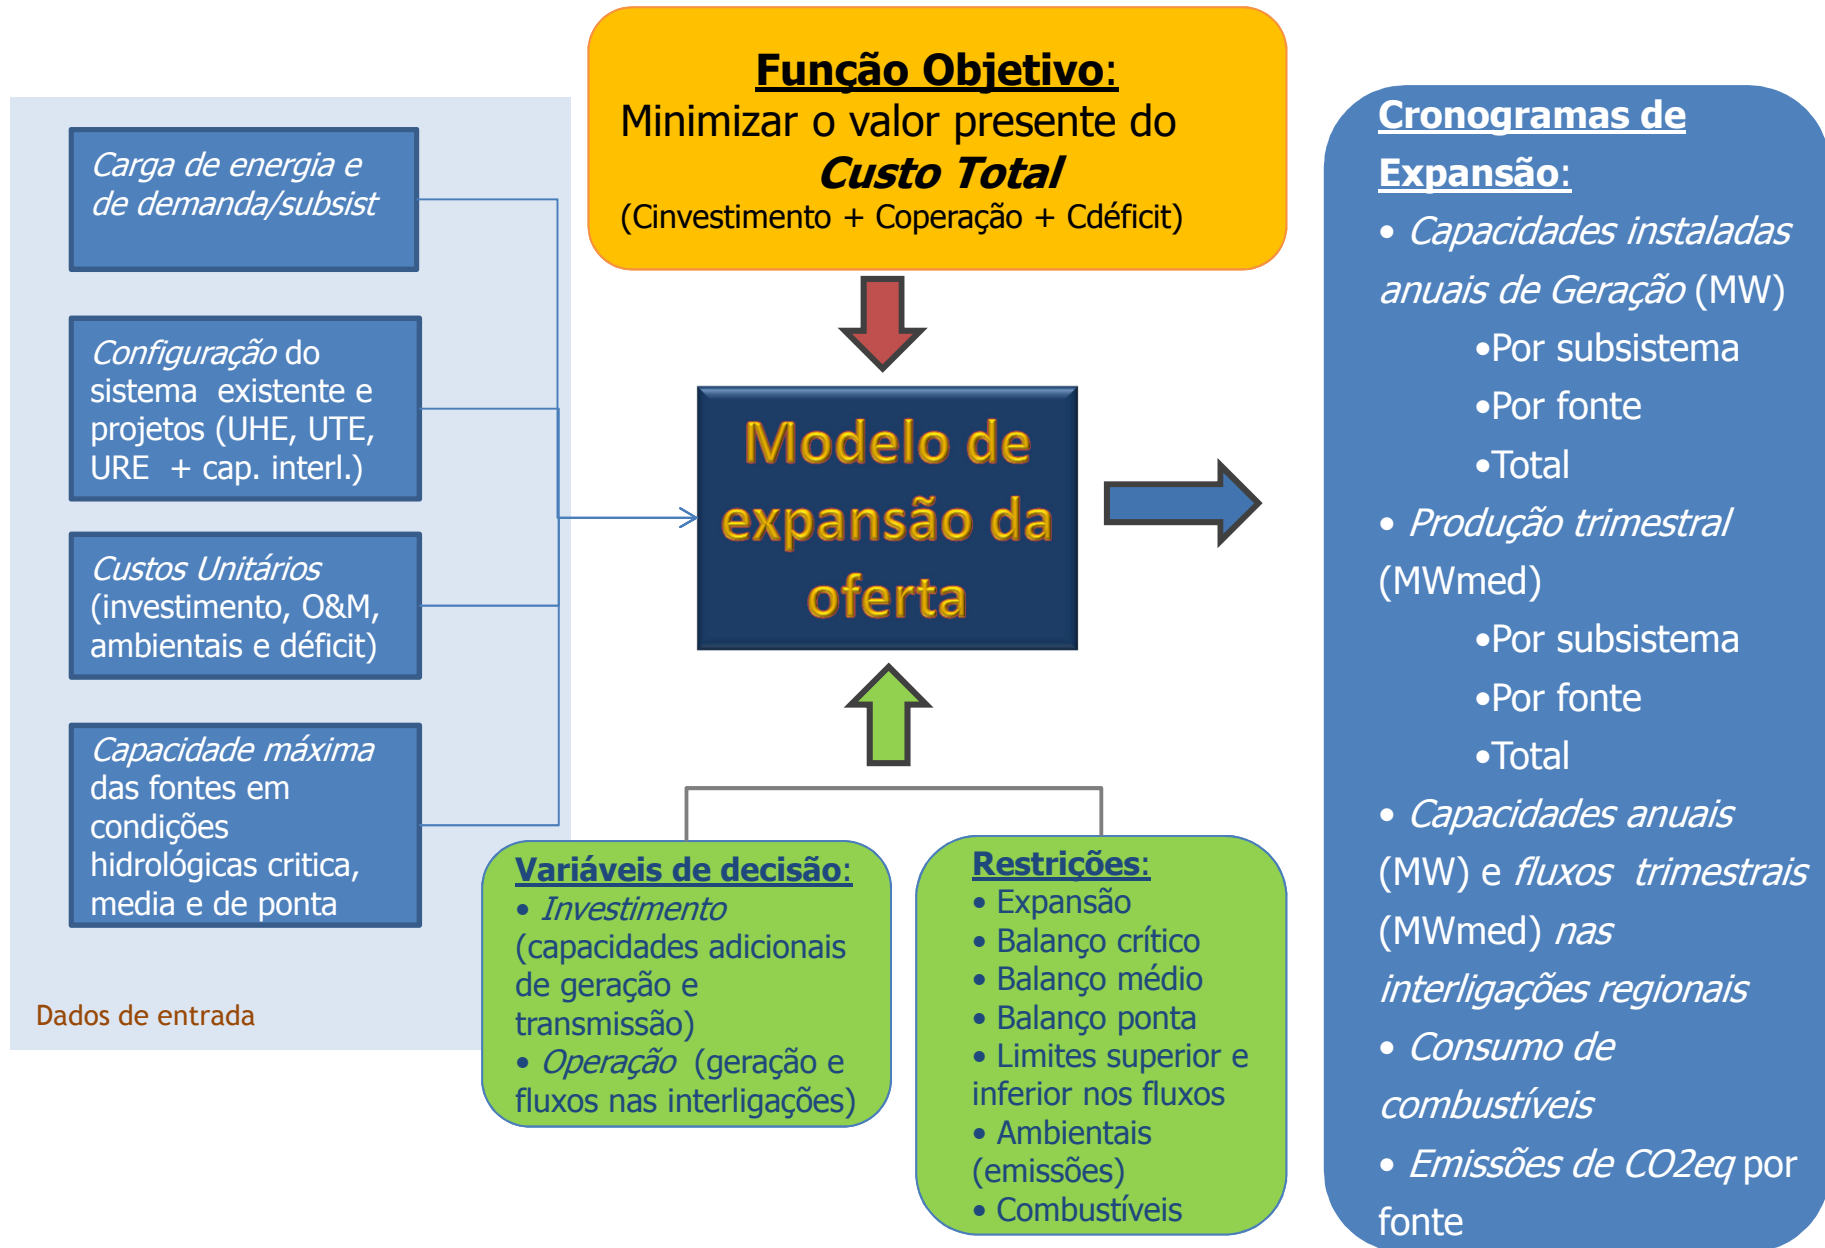 Função Objetivo:
Minimizar o valor presente do
Custo Total
(Cinvestimento + Coperação + Cdéficit)
Carga de energia e
de demanda/subsist
Configuração do
sistema existente e
projetos (UHE, UTE,
URE + cap. interl.)
Custos Unitários
(investimento, O&M,
ambientais e déficit)
Capacidade máxima
das fontes em
condições
hidrológicas critica,
media e de ponta
Dados de entrada
Modelo de
expansão da
oferta
Variáveis de decisão:
• Investimento
(capacidades adicionais
de geração e
transmissão)
• Operação (geração e
fluxos nas interligações)
Restrições:
• Expansão
• Balanço crítico
• Balanço médio
• Balanço ponta
• Limites superior e
inferior nos fluxos
• Ambientais
(emissões)
• Combustíveis
Cronogramas de
Expansão:
• Capacidades instaladas
anuais de Geração (MW)
•Por subsistema
•Por fonte
•Total
• Produção trimestral
(MWmed)
•Por subsistema
•Por fonte
•Total
• Capacidades anuais
(MW) e fluxos trimestrais
(MWmed) nas
interligações regionais
• Consumo de
combustíveis
• Emissões de CO2eq por
fonte